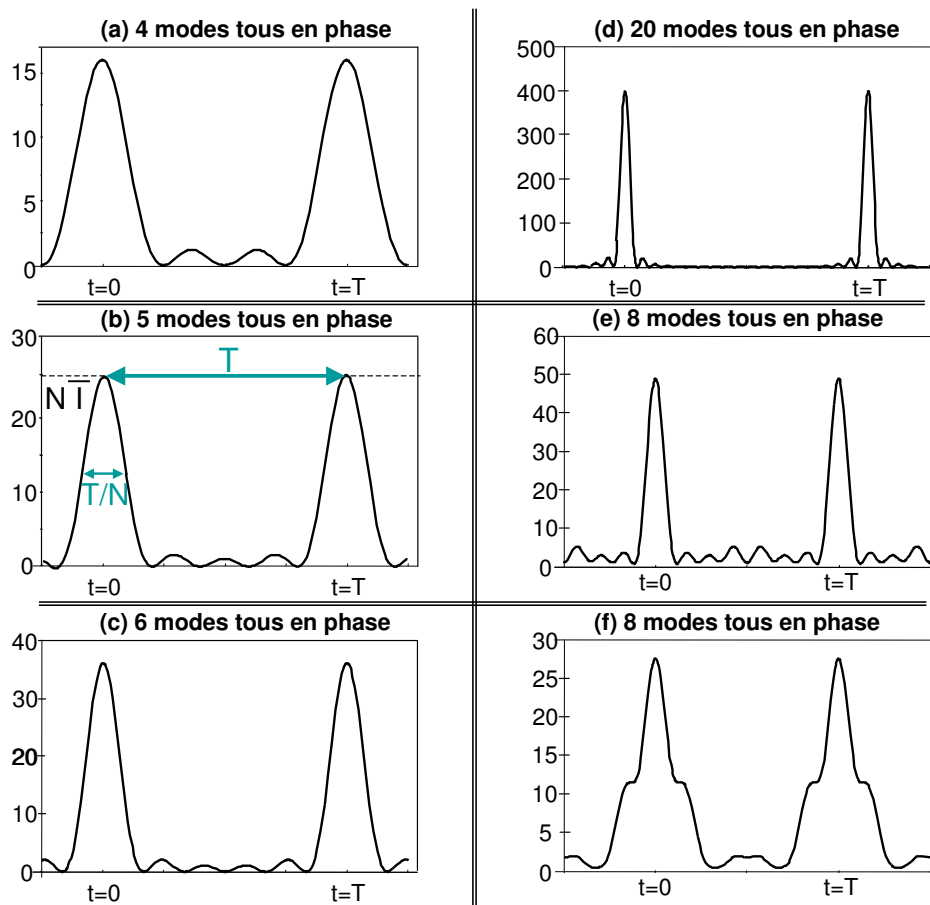 (a) 4 modes tous en phase
15
10
5
0
t=0 t=T
(b) 5 modes tous en phase
30
T
N I
20
T/N
10
0
t=0 t=T
(c) 6 modes tous en phase
40
30
20
10
0
t=0 t=T
(d) 20 modes tous en phase
500
400
300
200
100
0
t=0 t=T
(e) 8 modes tous en phase
60
50
40
30
20
10
0
t=0 t=T
(f) 8 modes tous en phase
30
25
20
15
10
5
0
t=0 t=T